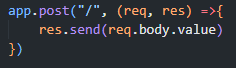 app.post("/", (req, res) =>{
    res.send(req.body.value)
})